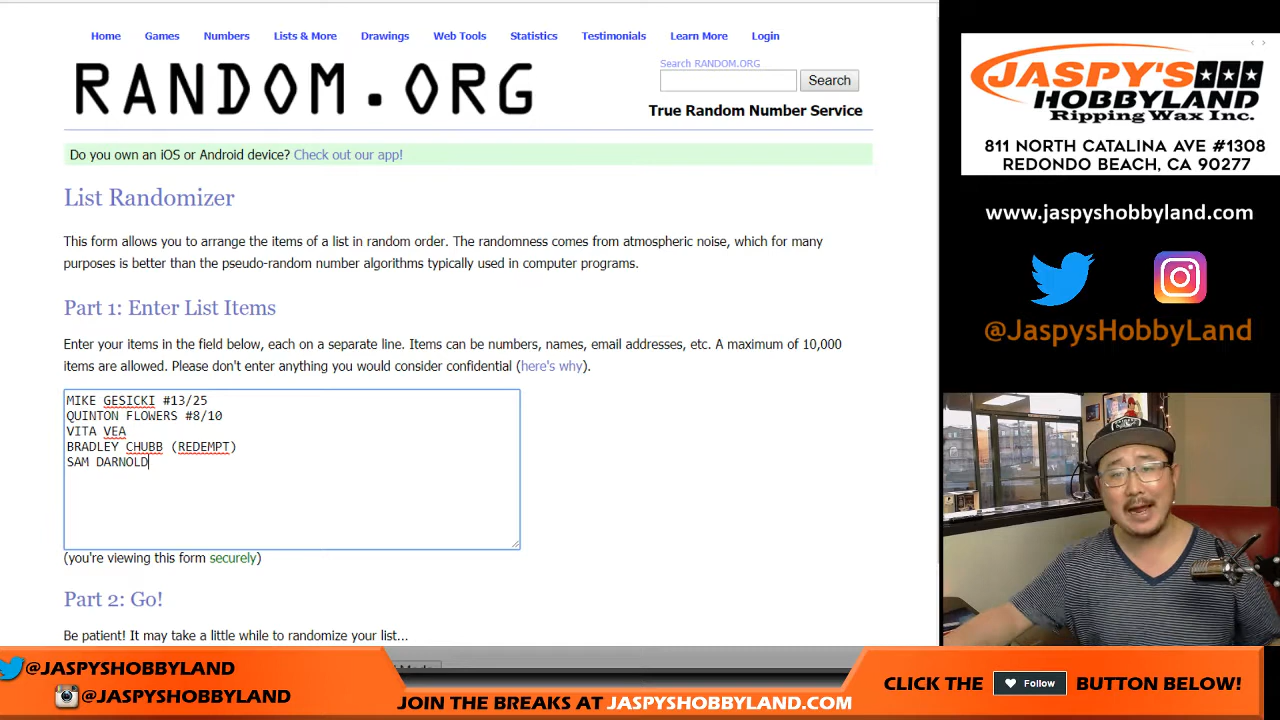 Home Games Numbers Lists & More Drawings Web Tools Statistics Testimonials Learn More Login
RANDOM.ORG
Search RANDOM.ORG
Search
True Random Number Service
Do you own an iOS or Android device? Check out our app!
List Randomizer
This form allows you to arrange the items of a list in random order. The randomness comes from atmospheric noise, which for many
purposes is better than the pseudo-random number algorithms typically used in computer programs.
Part 1: Enter List Items
Enter your items in the field below, each on a separate line. Items can be numbers, names, email addresses, etc. A maximum of 10,000
items are allowed. Please don't enter anything you would consider confidential (here's why).
MIKE GESICKI #13/25
QUINTON FLOWERS #8/10
VITA VEA
BRADLEY CHUBB (REDEMPT)
SAM DARNOLD
(you're viewing this form securely)
Part 2: Go!
Be patient! It may take a little while to randomize your list...
JASPY'S
HOBBYLAND
Ripping Wax Inc.
811 NORTH CATALINA AVE #1308
REDONDO BEACH, CA 90277
www.jaspyshobbyland.com
@JaspysHobbyLand
@JASPYSHOBBYLAND
@JASPYSHOBBYLAND
JOIN THE BREAKS AT JASPYSHOBBYLAND.COM
CLICK THE Follow BUTTON BELOW!